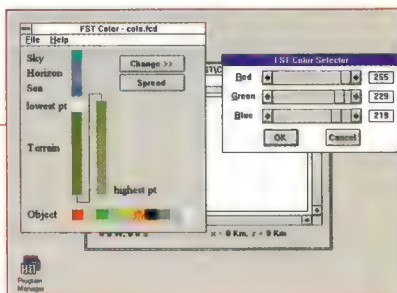 FST Color - cols.fcd
File Help
Sky
Horizon
Sea
lowest pt
Terrain
highest pt
Object
Change >>
Spread
FST Color Selector
Red 255
Green 229
Blue 219
OK Cancel
x = 0 Km, z = 9 Km
Program
Manager